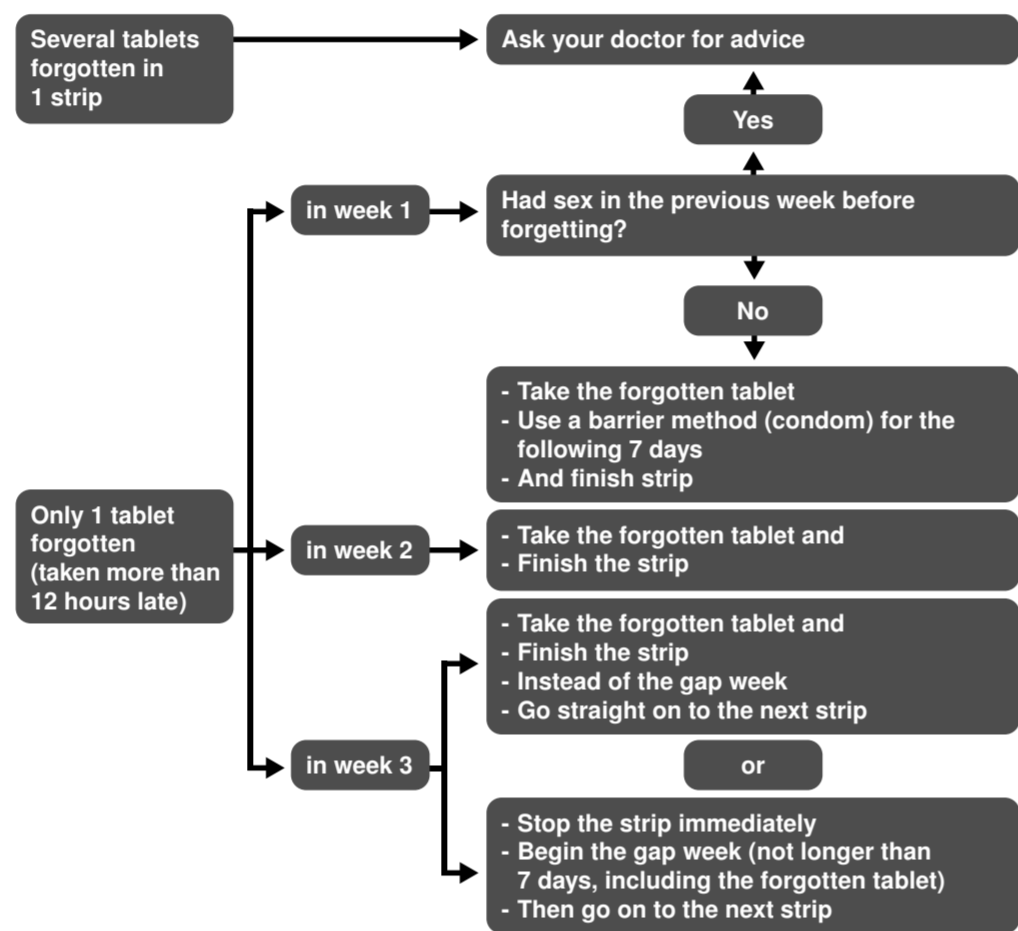 Several tablets
forgotten in
1 strip
Ask your doctor for advice
Yes
in week 1
Had sex in the previous week before
forgetting?
No
- Take the forgotten tablet
- Use a barrier method (condom) for the
following 7 days
- And finish strip
Only 1 tablet
forgotten
(taken more than
12 hours late)
in week 2
- Take the forgotten tablet and
- Finish the strip
- Take the forgotten tablet and
- Finish the strip
- Instead of the gap week
- Go straight on to the next strip
in week 3
or
- Stop the strip immediately
- Begin the gap week (not longer than
7 days, including the forgotten tablet)
- Then go on to the next strip